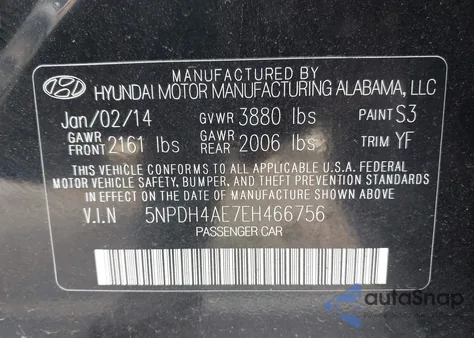 MANUFACTURED BY
HYUNDAI MOTOR MANUFACTURING ALABAMA, LLC
Jan/02/14 GVWR 3880 lbs PAINT S3
GAWR FRONT 2161 lbs GAWR REAR 2006 lbs TRIM YF
THIS VEHICLE CONFORMS TO ALL APPLICABLE U.S.A. FEDERAL
MOTOR VEHICLE SAFETY, BUMPER, AND THEFT PREVENTION
STANDARDS IN EFFECT ON THE DATE OF MANUFACTURE SHOWN ABOVE.
V.I.N 5NPDH4AE7EH466756
PASSENGER CAR
autoSnap